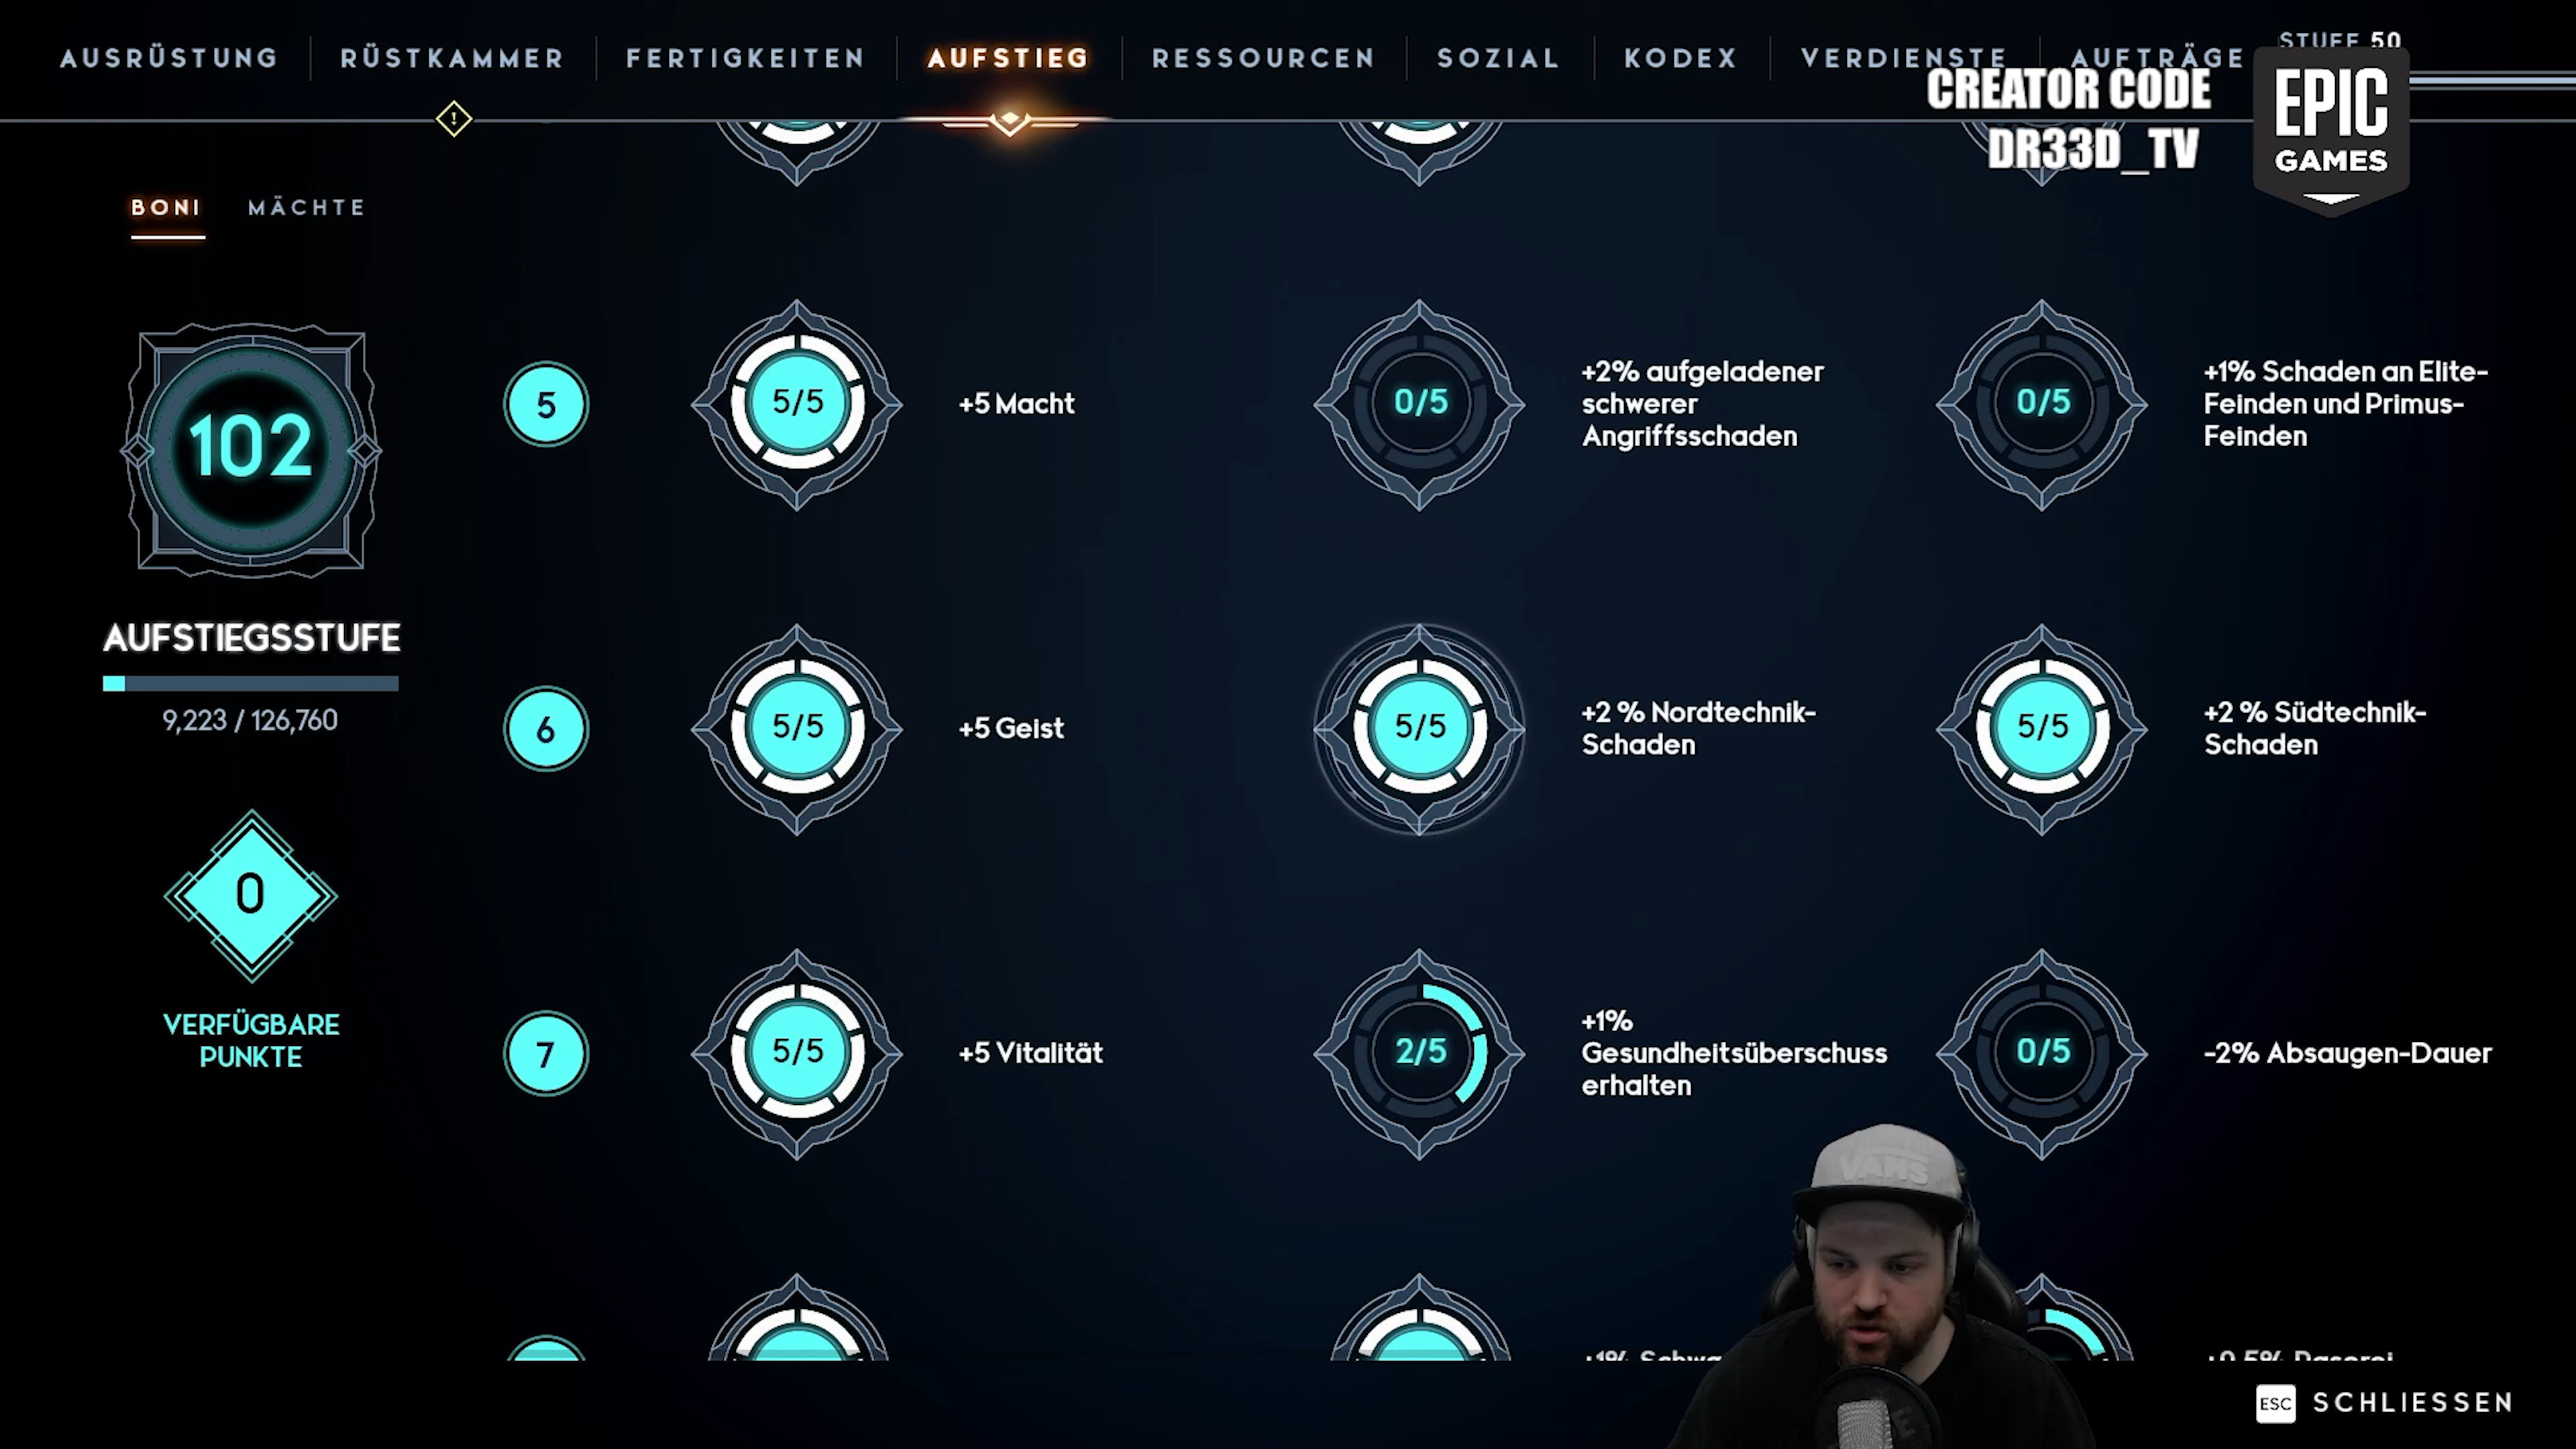 AUSRÜSTUNG
RÜSTKAMMER
FERTIGKEITEN
AUFSTIEG
RESSOURCEN
SOZIAL
KODEX
VERDIENSTE
AUFTRÄGE
STUFE 50
CREATOR CODE
DR33D_TV
EPIC
GAMES
BONI
MÄCHTE
102
AUFSTIEGSSTUFE
9,223 / 126,760
0
VERFÜGBARE
PUNKTE
5
5/5
+5 Macht
0/5
+2% aufgeladener
schwerer
Angriffsschaden
0/5
+1% Schaden an Elite-
Feinden und Primus-
Feinden
6
5/5
+5 Geist
5/5
+2 % Nordtechnik-
Schaden
5/5
+2 % Südtechnik-
Schaden
7
5/5
+5 Vitalität
2/5
+1%
Gesundheitsüberschuss
erhalten
0/5
-2% Absaugen-Dauer
VANS
ESC SCHLIESSEN